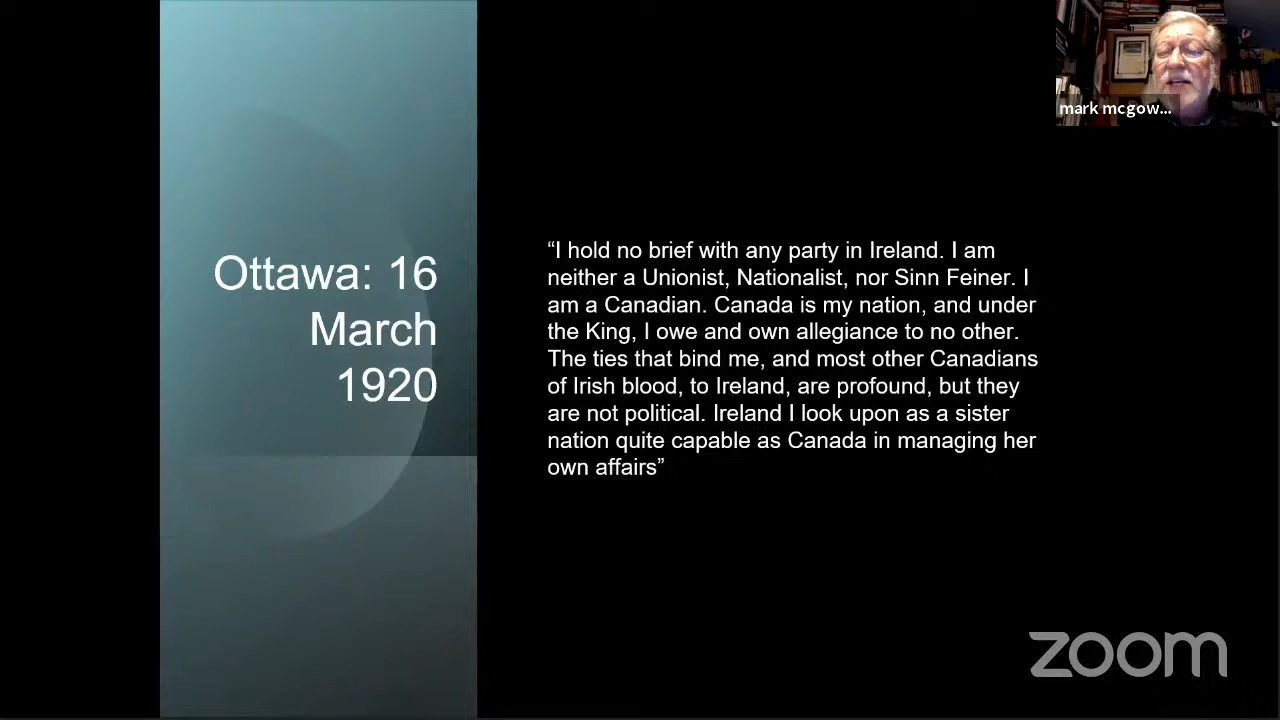 mark mcgow...
Ottawa: 16
March
1920
“I hold no brief with any party in Ireland. I am
neither a Unionist, Nationalist, nor Sinn Feiner. I
am a Canadian. Canada is my nation, and under
the King, I owe and own allegiance to no other.
The ties that bind me, and most other Canadians
of Irish blood, to Ireland, are profound, but they
are not political. Ireland I look upon as a sister
nation quite capable as Canada in managing her
own affairs”
zoom